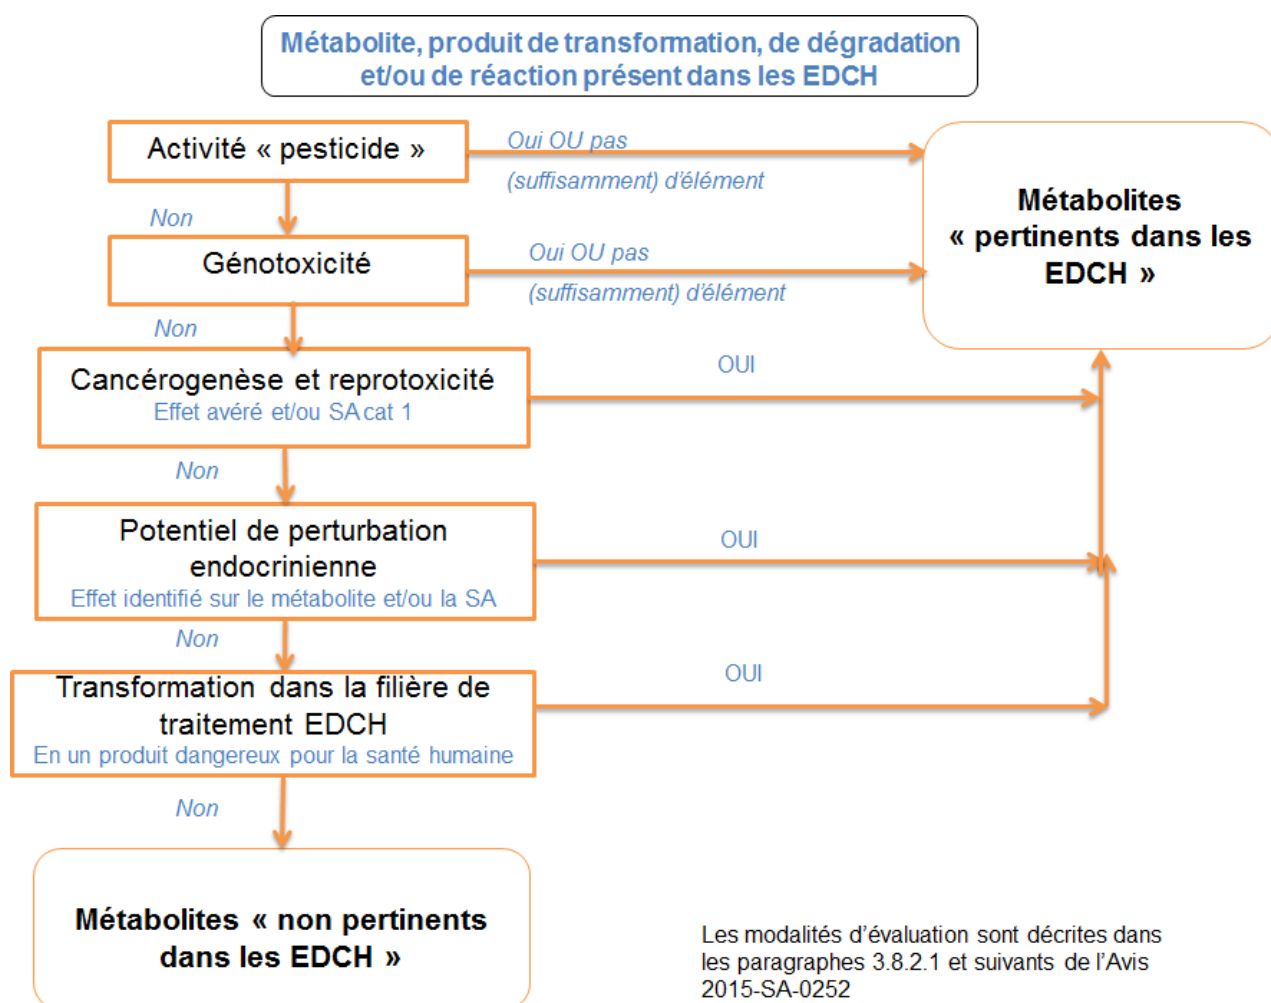 Métabolite, produit de transformation, de dégradation
et/ou de réaction présent dans les EDCH
Activité « pesticide »
Oui OU pas
(suffisamment) d'élément
Métabolites
« pertinents dans les
EDCH »
Non
Génotoxicité
Oui OU pas
(suffisamment) d'élément
Non
Cancérogenèse et reprotoxicité
Effet avéré et/ou SA cat 1
OUI
Non
Potentiel de perturbation
endocrinienne
Effet identifié sur le métabolite et/ou la SA
OUI
Non
Transformation dans la filière de
traitement EDCH
En un produit dangereux pour la santé humaine
OUI
Non
Métabolites « non pertinents
dans les EDCH »
Les modalités d'évaluation sont décrites dans
les paragraphes 3.8.2.1 et suivants de l'Avis
2015-SA-0252